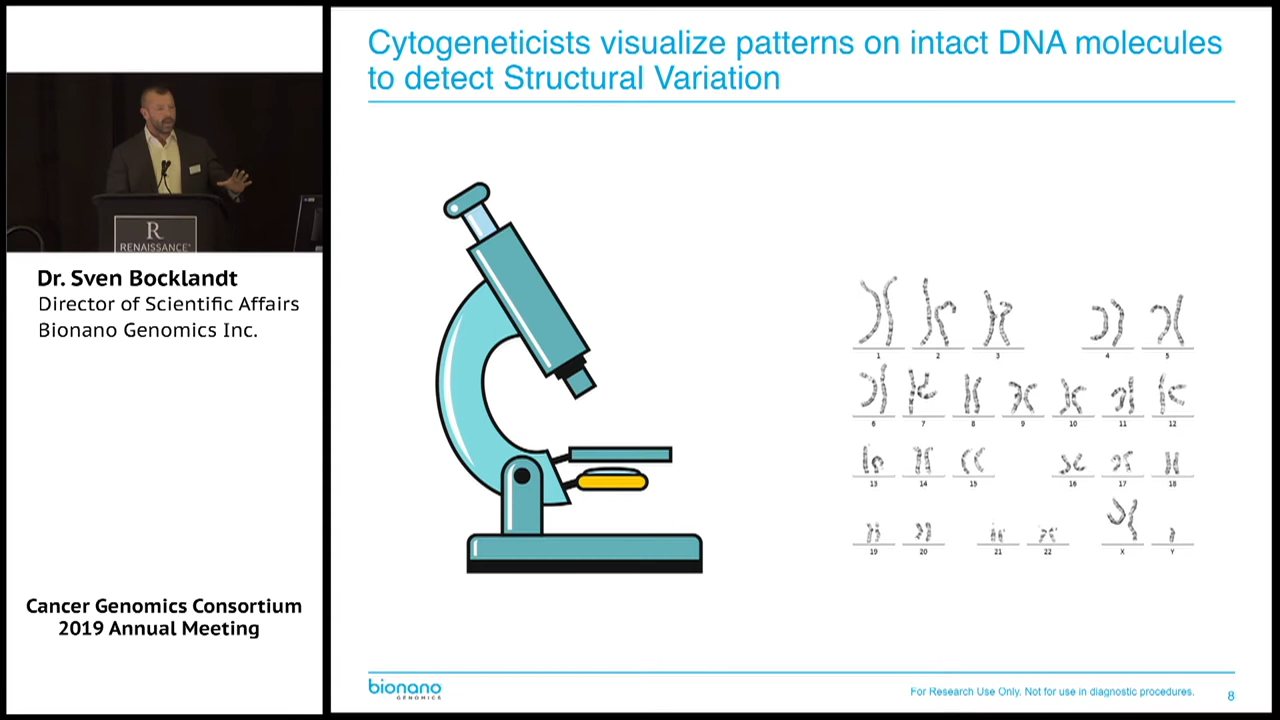 Cytogeneticists visualize patterns on intact DNA molecules
to detect Structural Variation
R
RENAISSANCE
Dr. Sven Bocklandt
Director of Scientific Affairs
Bionano Genomics Inc.
Cancer Genomics Consortium
2019 Annual Meeting
1 2 3 4 5
6 7 8 9 10 11 12
13 14 15 16 17 18
19 20 21 22 X Y
bionano
GENOMICS
For Research Use Only. Not for use in diagnostic procedures.
8